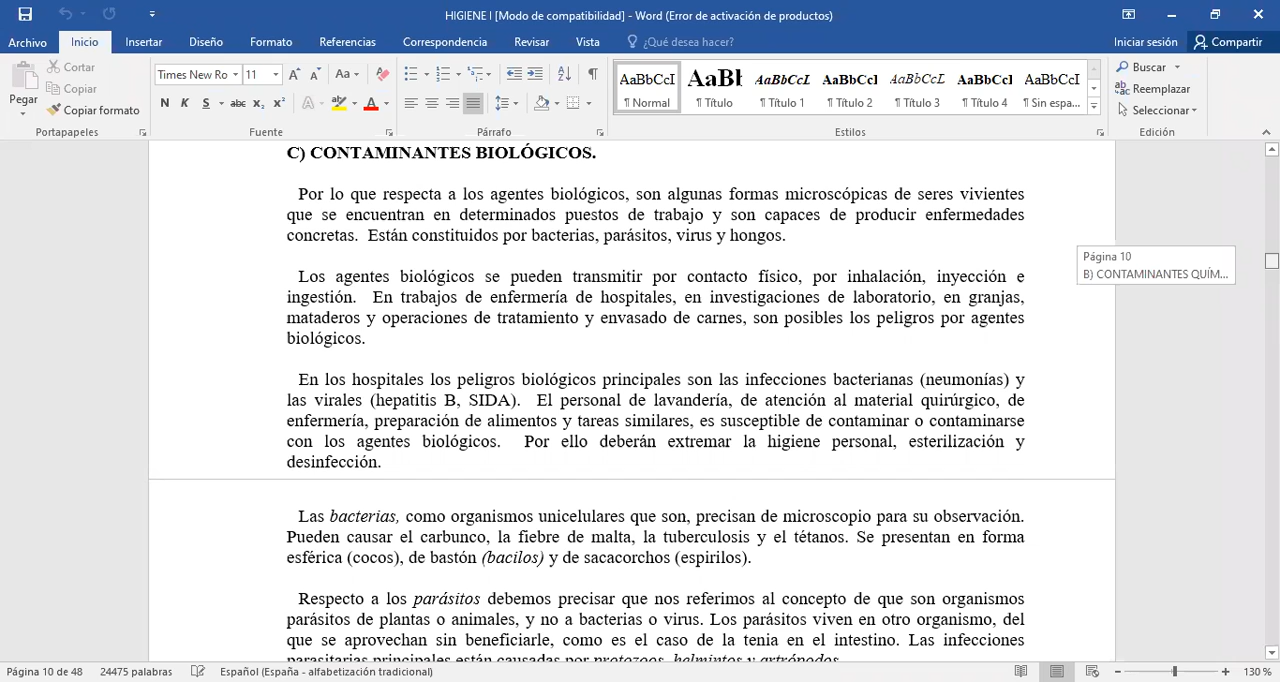 HIGIENE I [Modo de compatibilidad] - Word (Error de activación de productos)
Archivo Inicio Insertar Diseño Formato Referencias Correspondencia Revisar Vista ¿Qué desea hacer? Iniciar sesión Compartir
Pegar
Cortar
Copiar
Copiar formato
Portapapeles
Times New Ro 11
N K S abc x₂ x²
Fuente
Párrafo
AaBbCcI AaBł AaBbCcL AaBbCcl AaBbCcL AaBbCcl AaBbCcI
¶ Normal ¶ Título ¶ Título 1 ¶ Título 2 ¶ Título 3 ¶ Título 4 ¶ Sin espa...
Estilos
Buscar
Reemplazar
Seleccionar
Edición
C) CONTAMINANTES BIOLÓGICOS.
Por lo que respecta a los agentes biológicos, son algunas formas microscópicas de seres vivientes
que se encuentran en determinados puestos de trabajo y son capaces de producir enfermedades
concretas. Están constituidos por bacterias, parásitos, virus y hongos.
Los agentes biológicos se pueden transmitir por contacto físico, por inhalación, inyección e
ingestión. En trabajos de enfermería de hospitales, en investigaciones de laboratorio, en granjas,
mataderos y operaciones de tratamiento y envasado de carnes, son posibles los peligros por agentes
biológicos.
En los hospitales los peligros biológicos principales son las infecciones bacterianas (neumonías) y
las virales (hepatitis B, SIDA). El personal de lavandería, de atención al material quirúrgico, de
enfermería, preparación de alimentos y tareas similares, es susceptible de contaminar o contaminarse
con los agentes biológicos. Por ello deberán extremar la higiene personal, esterilización y
desinfección.
Las bacterias, como organismos unicelulares que son, precisan de microscopio para su observación.
Pueden causar el carbunco, la fiebre de malta, la tuberculosis y el tétanos. Se presentan en forma
esférica (cocos), de bastón (bacilos) y de sacacorchos (espirilos).
Respecto a los parásitos debemos precisar que nos referimos al concepto de que son organismos
parásitos de plantas o animales, y no a bacterias o virus. Los parásitos viven en otro organismo, del
que se aprovechan sin beneficiarle, como es el caso de la tenia en el intestino. Las infecciones
parasitarias principales están causadas por protozoos, helmintos y artrópodos.
Página 10
B) CONTAMINANTES QUÍM...
Página 10 de 48 24475 palabras Español (España - alfabetización tradicional) 130 %